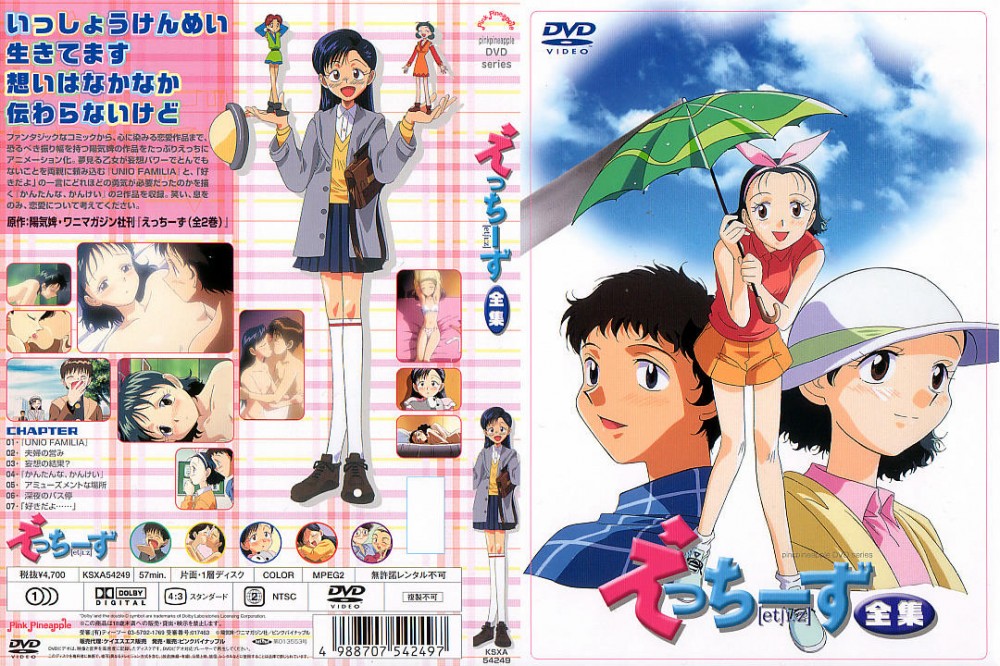 いっしょうけんめい
生きてます
想いはなかなか
伝わらないけど
ファンタジックなコミックから、心に染みる恋愛作品まで、
恐るべき振り幅を持つ陽気婢の作品をたっぷりえっちに
アニメーション化。夢見る乙女が妄想パワーでとんでも
ないことを両親に頼み込む「UNIO FAMILIA」と、「好
きだよ」の一言にどれほどの勇気が必要だったのかを描
く「かんたんな、かんけい」の2作品を収録。笑い、息を
のみ、恋愛について考えてください。
原作:陽気婢・ワニマガジン社刊「えっちーず(全2巻)」
CHAPTER
01・「UNIO FAMILIA」
02・夫婦の営み
03・妄想の結果?
04・「かんたんな、かんけい」
05・アミューズメントな場所
06・深夜のバス停
07・「好きだよ……」
えっちーず
[etʃi:z]
税抜¥4,700
KSXA54249
57min.
片面・1層ディスク
COLOR
MPEG2
無許諾レンタル不可
DOLBY
DIGITAL
4:3 スタンダード
2
NTSC
DVD
VIDEO
複製不可
Pink Pineapple
DVD
VIDEO
4 988707 542497
Pink Pineapple
pinkpineapple
DVD
series
えっちーず
[etʃi:z]
全集
KSXA
54249
DVD
VIDEO
pinkpineapple DVD series
えっちーず
[etʃi:z]
全集